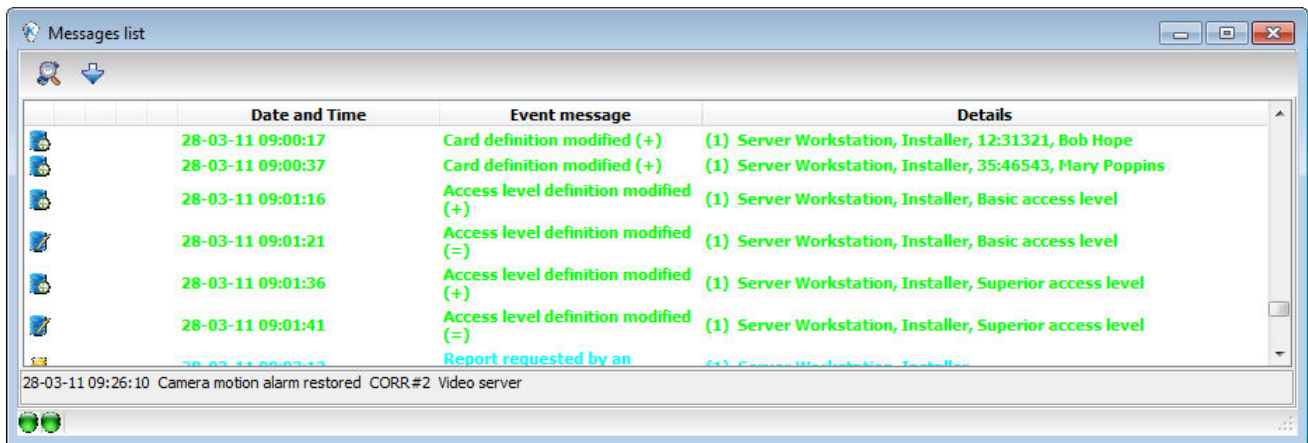 Messages list
Date and Time Event message Details
28-03-11 09:00:17 Card definition modified (+) (1) Server Workstation, Installer, 12:31321, Bob Hope
28-03-11 09:00:37 Card definition modified (+) (1) Server Workstation, Installer, 35:46543, Mary Poppins
28-03-11 09:01:16 Access level definition modified (+) (1) Server Workstation, Installer, Basic access level
28-03-11 09:01:21 Access level definition modified (=) (1) Server Workstation, Installer, Basic access level
28-03-11 09:01:36 Access level definition modified (+) (1) Server Workstation, Installer, Superior access level
28-03-11 09:01:41 Access level definition modified (=) (1) Server Workstation, Installer, Superior access level
Report requested by an (1) Server Workstation, Installer
28-03-11 09:26:10 Camera motion alarm restored CORR#2 Video server